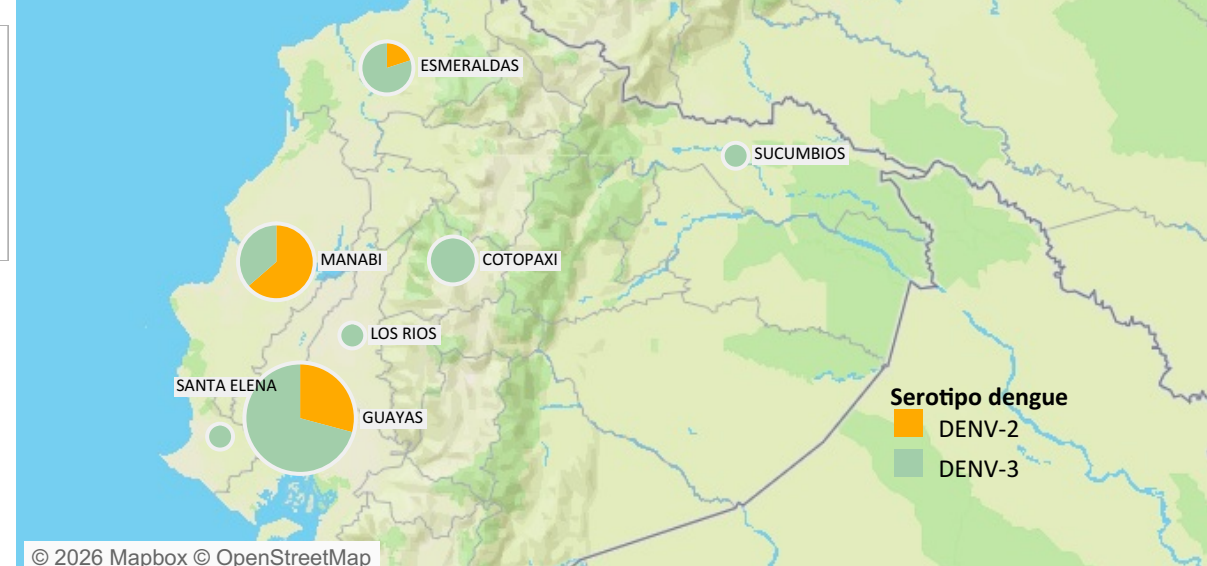 ESMERALDAS
SUCUMBIOS
MANABI
COTOPAXI
LOS RIOS
SANTA ELENA
GUAYAS
Serotipo dengue
DENV-2
DENV-3
© 2026 Mapbox © OpenStreetMap